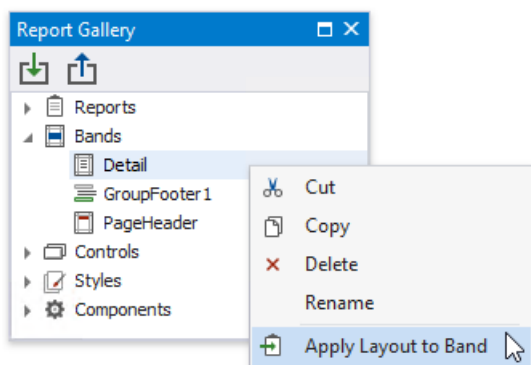 Report Gallery
Reports
Bands
Detail
GroupFooter1
PageHeader
Controls
Styles
Components
Cut
Copy
Delete
Rename
Apply Layout to Band